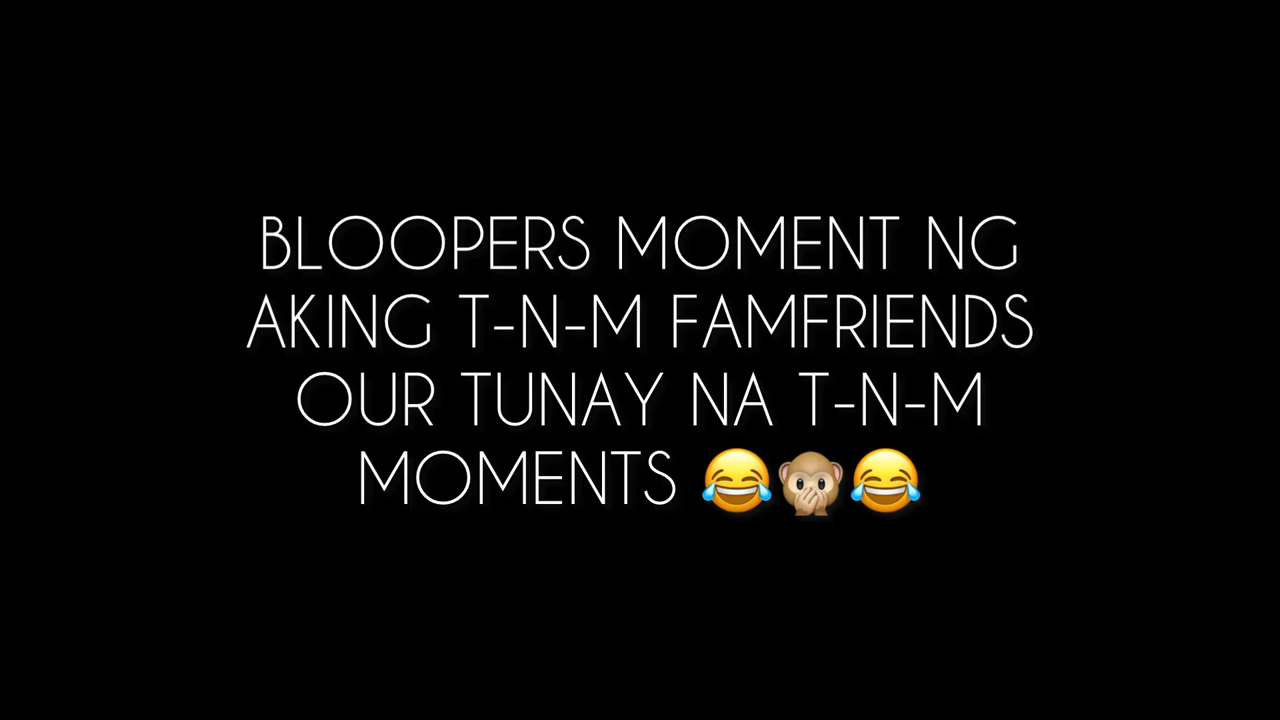 BLOOPERS MOMENT NG
AKING T-N-M FAMFRIENDS
OUR TUNAY NA T-N-M
MOMENTS 😂🙊😂